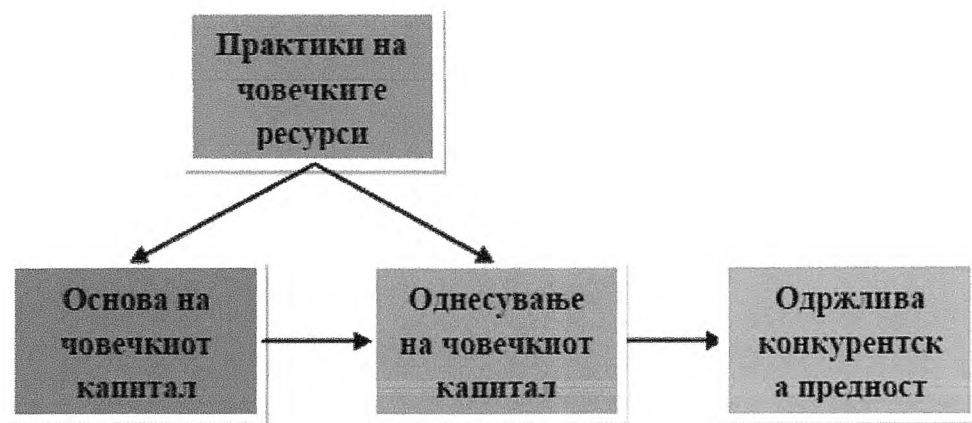 Практики на
човечките
ресурси
Основа на
човечкиот
капитал
Однесување
на човечкиот
капитал
Одржлива
конкурентск
а предност